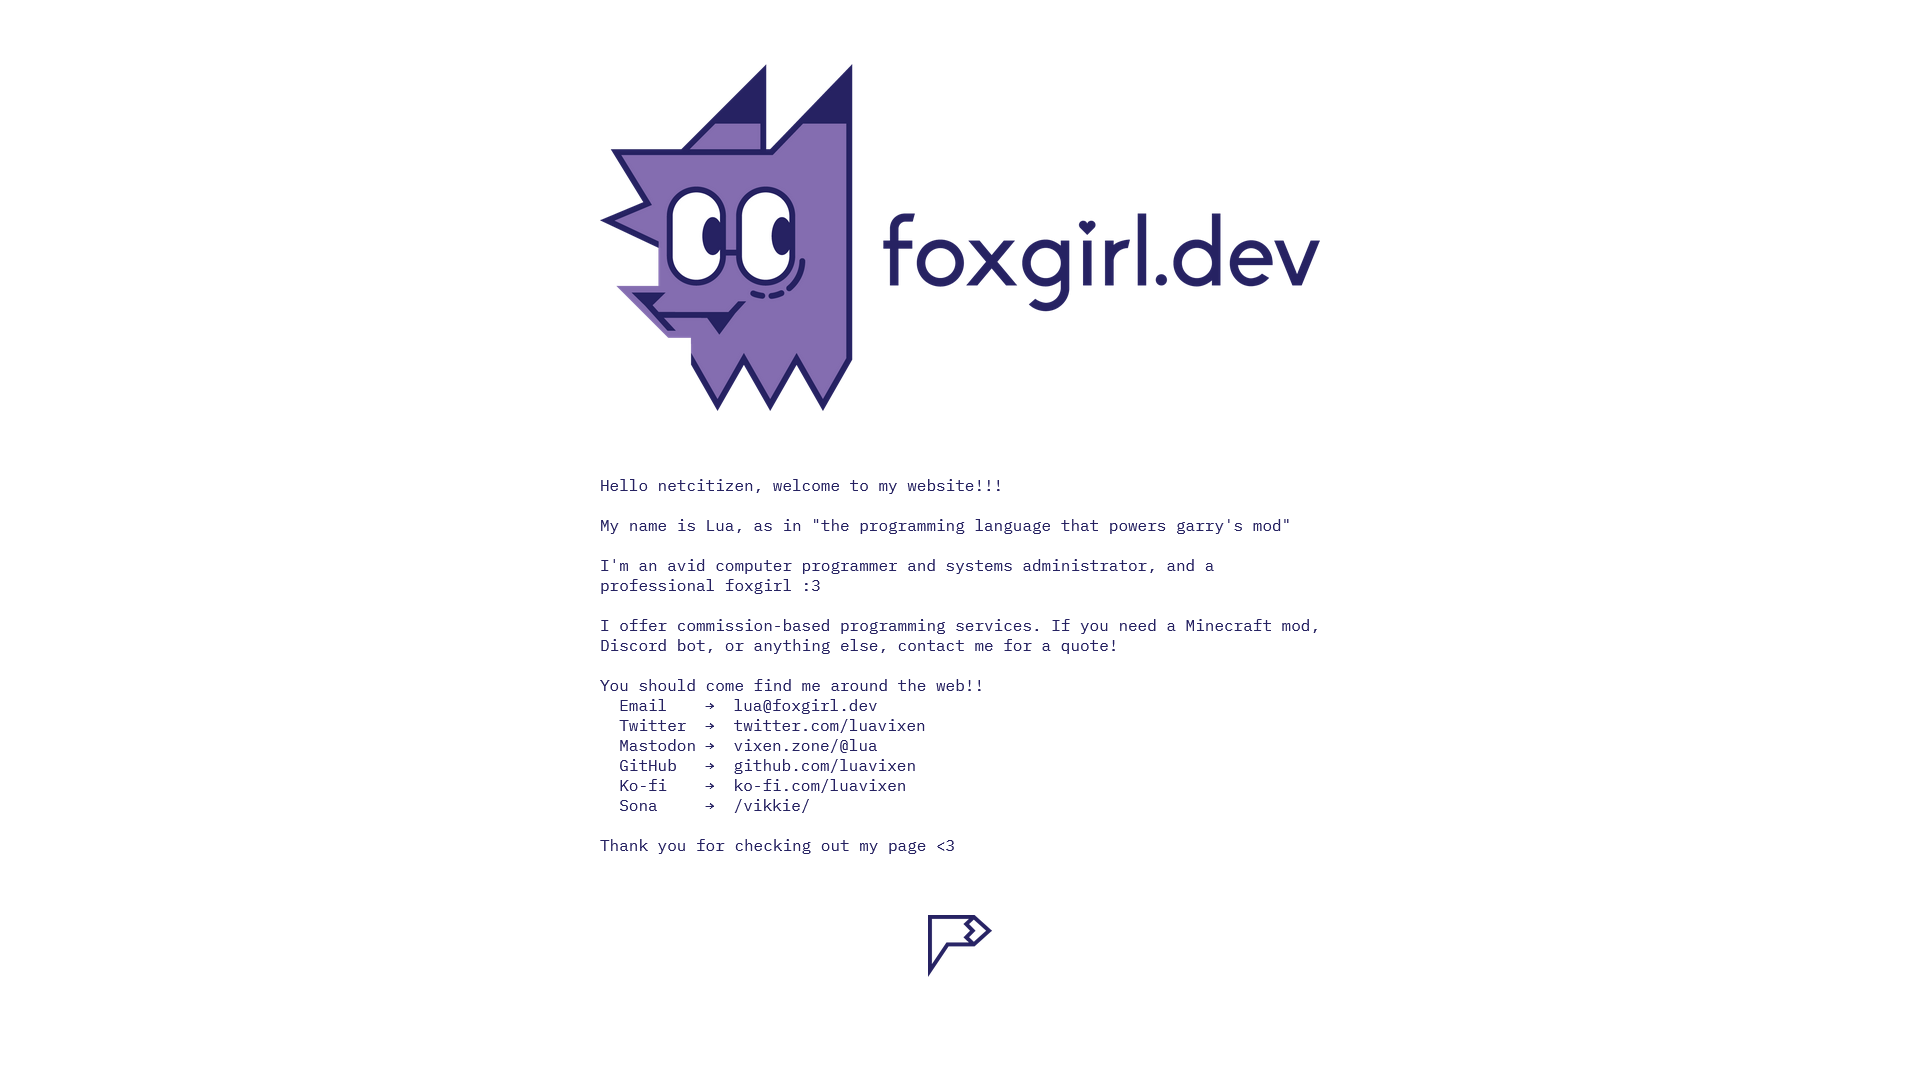 foxgirl.dev
Hello netcitizen, welcome to my website!!!
My name is Lua, as in "the programming language that powers garry's mod"
I'm an avid computer programmer and systems administrator, and a
professional foxgirl :3
I offer commission-based programming services. If you need a Minecraft mod,
Discord bot, or anything else, contact me for a quote!
You should come find me around the web!!
Email → lua@foxgirl.dev
Twitter → twitter.com/luavixen
Mastodon → vixen.zone/@lua
GitHub → github.com/luavixen
Ko-fi → ko-fi.com/luavixen
Sona → /vikkie/
Thank you for checking out my page <3